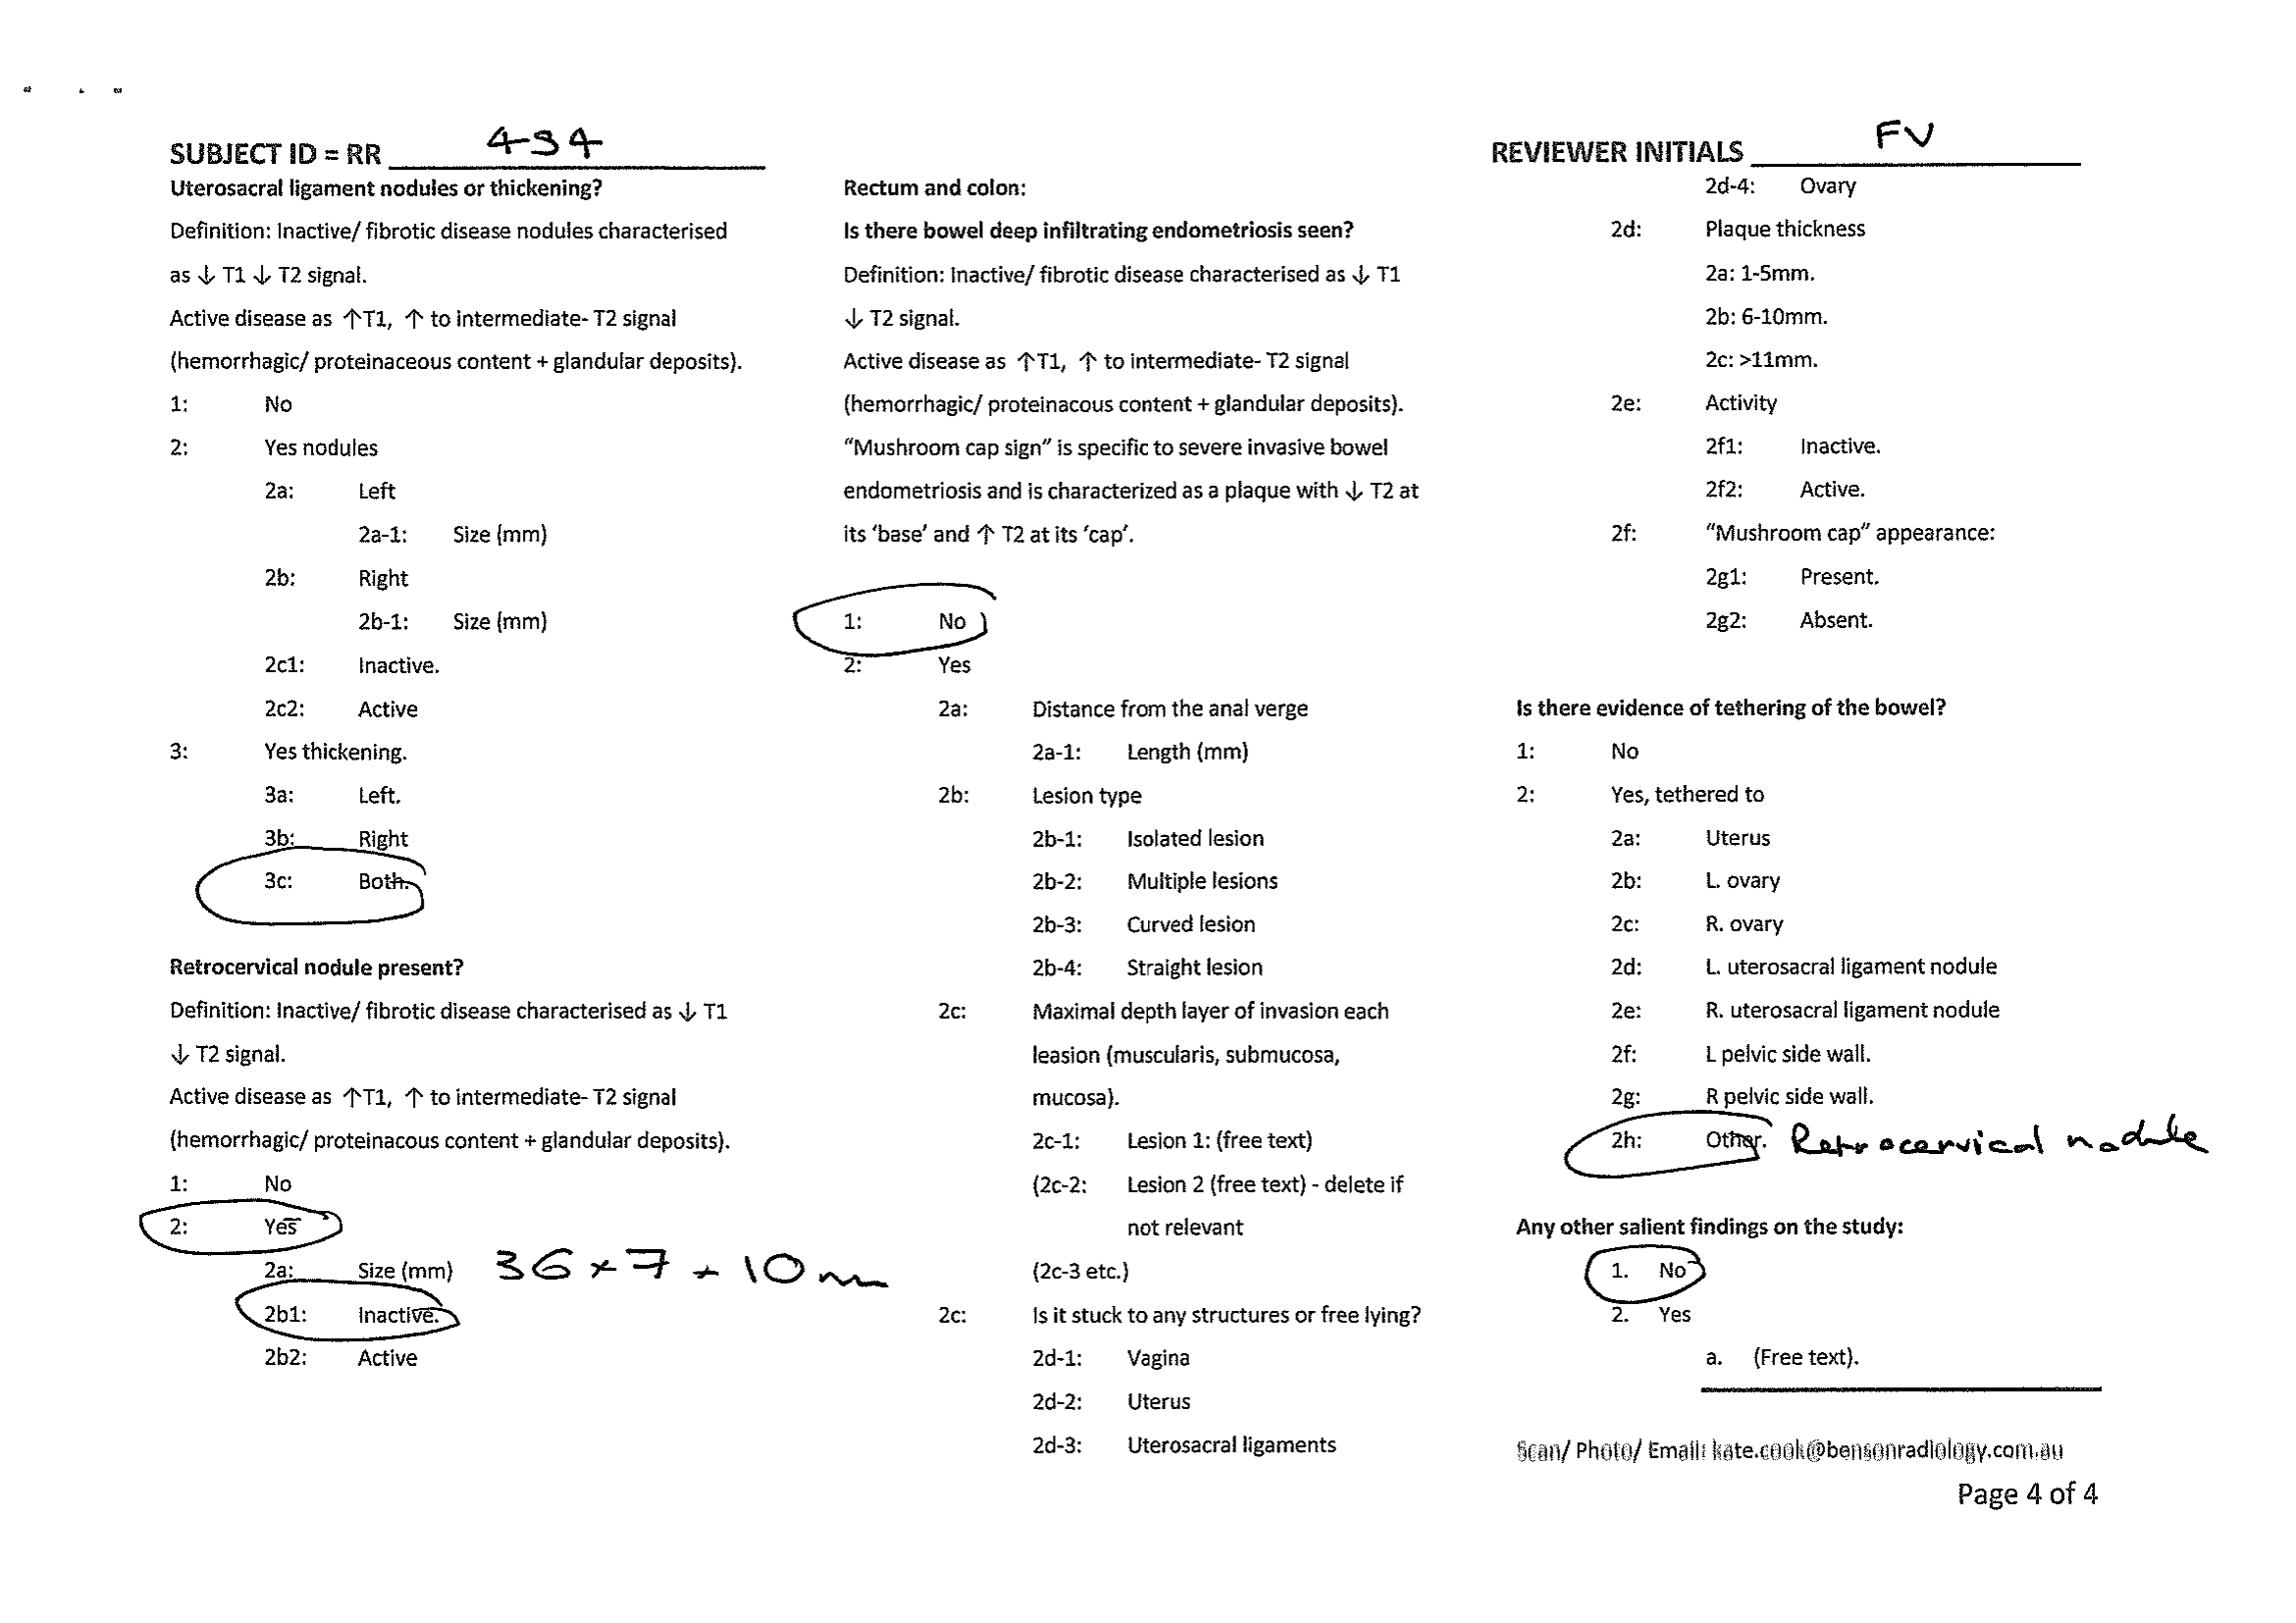 SUBJECT ID = RR 434
REVIEWER INITIALS FV
Uterosacral ligament nodules or thickening?
Definition: Inactive/ fibrotic disease nodules characterised
as ↓ T1 ↓ T2 signal.
Active disease as ↑T1, ↑ to intermediate- T2 signal
(hemorrhagic/ proteinaceous content + glandular deposits).
1: No
2: Yes nodules
2a: Left
2a-1: Size (mm)
2b: Right
2b-1: Size (mm)
2c1: Inactive.
2c2: Active
3: Yes thickening.
3a: Left.
3b: Right
3c: Both.
Retrocervical nodule present?
Definition: Inactive/ fibrotic disease characterised as ↓ T1
↓ T2 signal.
Active disease as ↑T1, ↑ to intermediate- T2 signal
(hemorrhagic/ proteinacous content + glandular deposits).
1: No
2: Yes
2a: Size (mm) 36 x 7 x 10 mm
2b1: Inactive.
2b2: Active
Rectum and colon:
Is there bowel deep infiltrating endometriosis seen?
Definition: Inactive/ fibrotic disease characterised as ↓ T1
↓ T2 signal.
Active disease as ↑T1, ↑ to intermediate- T2 signal
(hemorrhagic/ proteinacous content + glandular deposits).
“Mushroom cap sign” is specific to severe invasive bowel
endometriosis and is characterized as a plaque with ↓ T2 at
its ‘base’ and ↑ T2 at its ‘cap’.
1: No
2: Yes
2a: Distance from the anal verge
2a-1: Length (mm)
2b: Lesion type
2b-1: Isolated lesion
2b-2: Multiple lesions
2b-3: Curved lesion
2b-4: Straight lesion
2c: Maximal depth layer of invasion each
leasion (muscularis, submucosa,
mucosa).
2c-1: Lesion 1: (free text)
(2c-2: Lesion 2 (free text) - delete if
not relevant
(2c-3 etc.)
2c: Is it stuck to any structures or free lying?
2d-1: Vagina
2d-2: Uterus
2d-3: Uterosacral ligaments
2d-4: Ovary
2d: Plaque thickness
2a: 1-5mm.
2b: 6-10mm.
2c: >11mm.
2e: Activity
2f1: Inactive.
2f2: Active.
2f: “Mushroom cap” appearance:
2g1: Present.
2g2: Absent.
Is there evidence of tethering of the bowel?
1: No
2: Yes, tethered to
2a: Uterus
2b: L. ovary
2c: R. ovary
2d: L. uterosacral ligament nodule
2e: R. uterosacral ligament nodule
2f: L pelvic side wall.
2g: R pelvic side wall.
2h: Other. Retrocervical nodule
Any other salient findings on the study:
1. No
2. Yes
a. (Free text).
Scan/ Photo/ Email: kate.cook@bensonradiology.com.au
Page 4 of 4